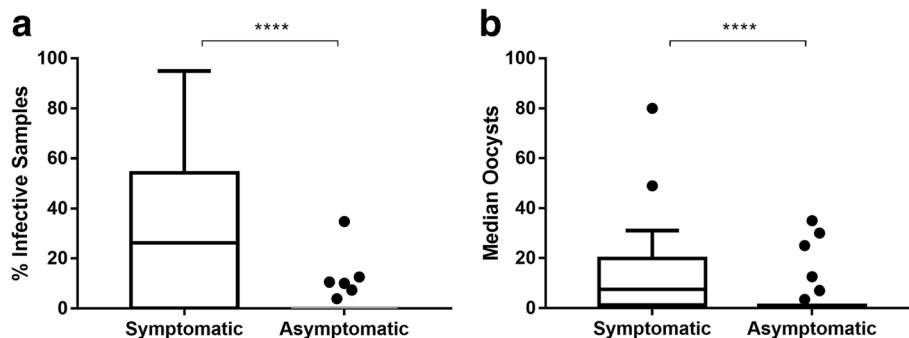 a
****
% Infective Samples
100
80
60
40
20
0
Symptomatic Asymptomatic
b
****
Median Oocysts
100
80
60
40
20
0
Symptomatic Asymptomatic